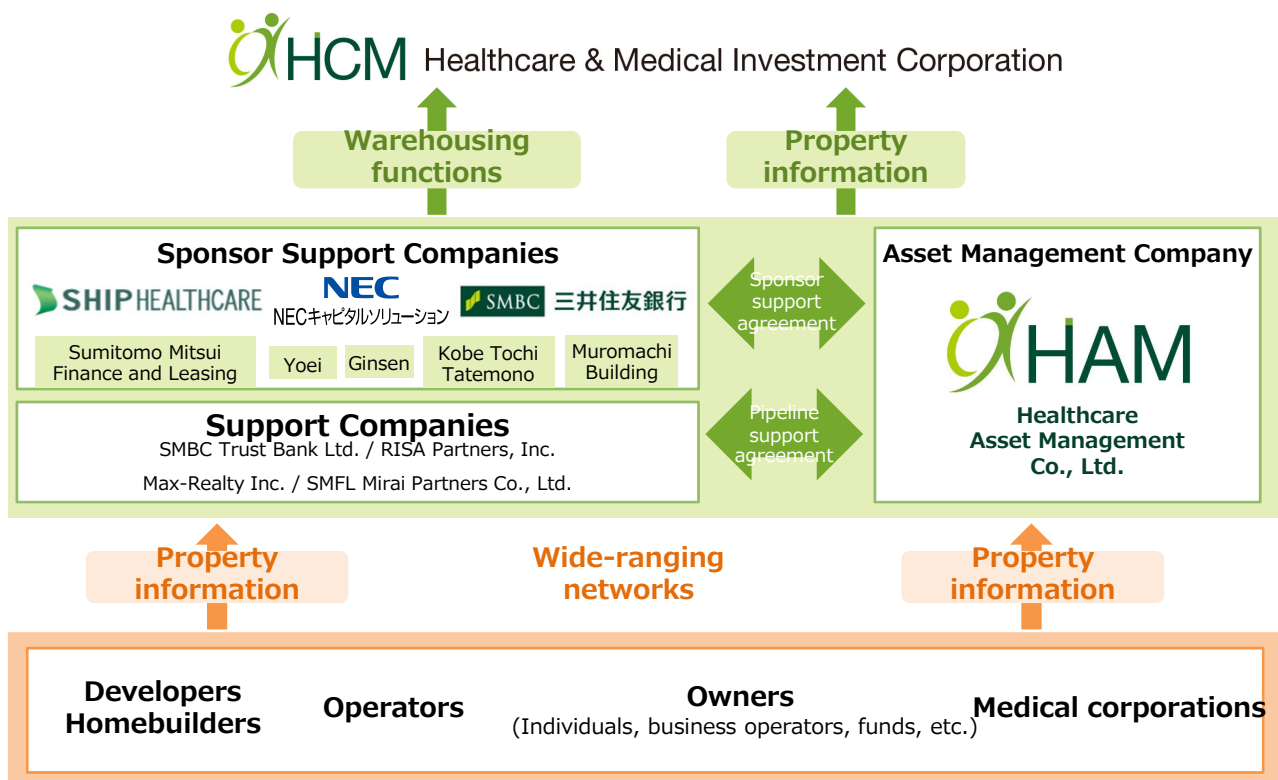 HCM Healthcare & Medical Investment Corporation
Warehousing
functions
Property
information
Sponsor Support Companies
SHIP HEALTHCARE
NEC
NECキャピタルソリューション
SMBC 三井住友銀行
Sumitomo Mitsui
Finance and Leasing
Yoei
Ginsen
Kobe Tochi
Tatemono
Muromachi
Building
Sponsor
support
agreement
Asset Management Company
HAM
Healthcare
Asset Management
Co., Ltd.
Support Companies
SMBC Trust Bank Ltd. / RISA Partners, Inc.
Max-Realty Inc. / SMFL Mirai Partners Co., Ltd.
Pipeline
support
agreement
Property
information
Wide-ranging
networks
Property
information
Developers
Homebuilders
Operators
Owners
(Individuals, business operators, funds, etc.)
Medical corporations